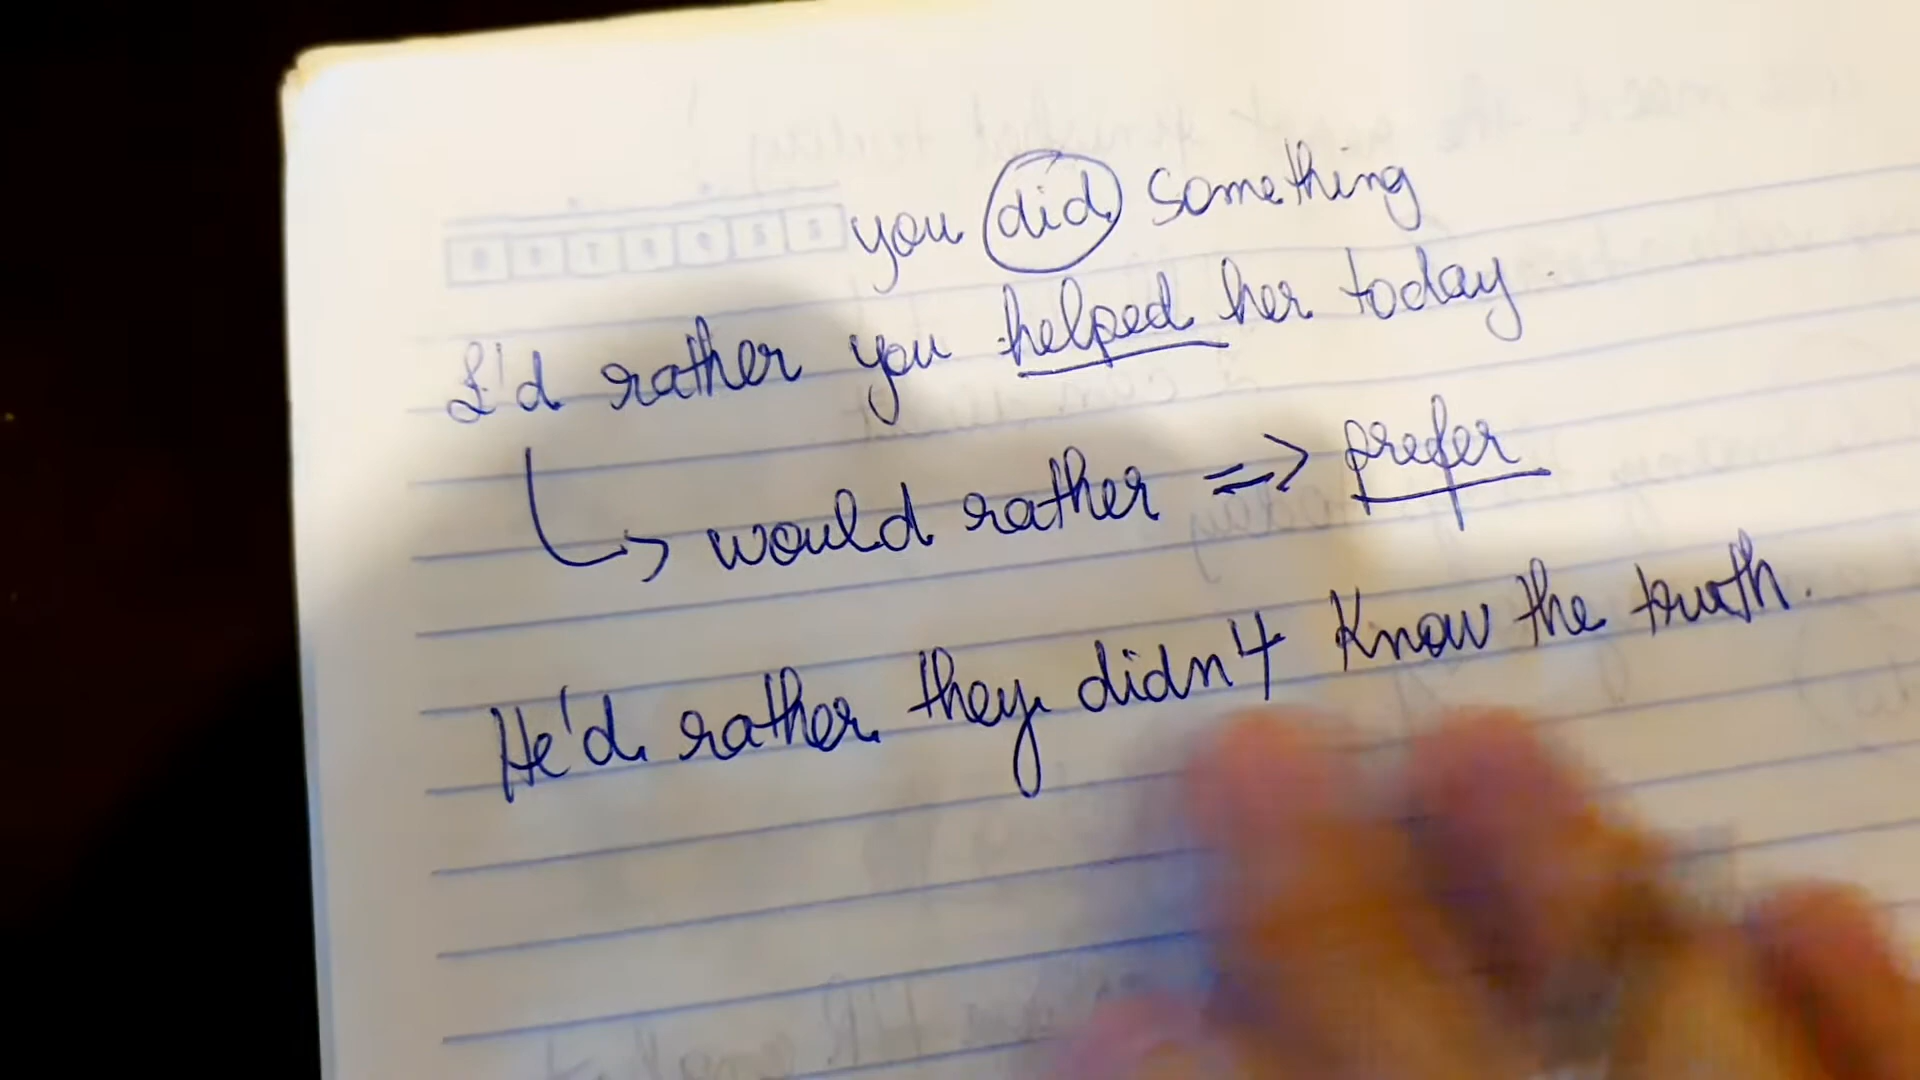 you did something
I'd rather you helped her today.
↳ would rather => prefer
He'd rather they didn't know the truth.